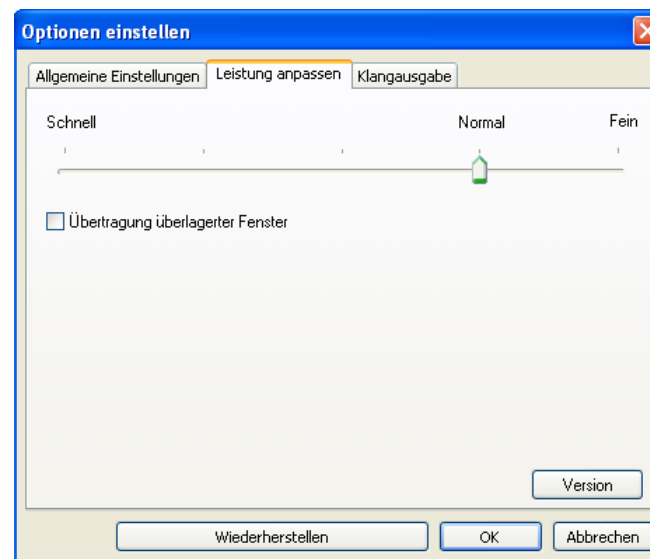 Optionen einstellen
Allgemeine Einstellungen Leistung anpassen Klangausgabe
Schnell Normal Fein
Übertragung überlagerter Fenster
Version
Wiederherstellen OK Abbrechen